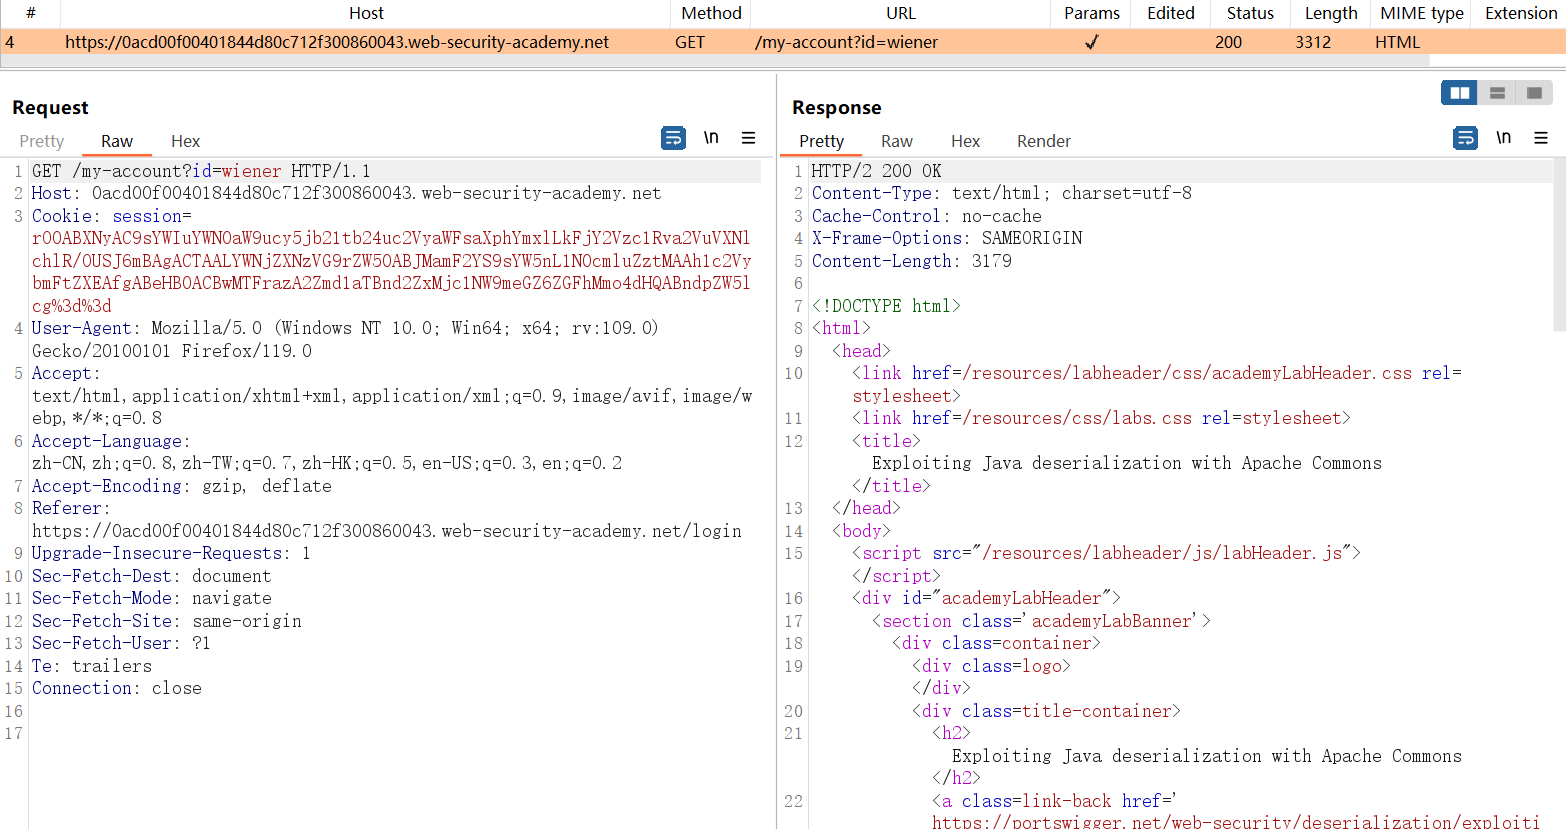 # Host Method URL Params Edited Status Length MIME type Extension
4 https://0acd00f00401844d80c712f300860043.web-security-academy.net GET /my-account?id=wiener ✓ 200 3312 HTML
Request
Pretty Raw Hex \n
1 GET /my-account?id=wiener HTTP/1.1
2 Host: 0acd00f00401844d80c712f300860043.web-security-academy.net
3 Cookie: session=
rO0ABXNyAC9sYWIuYWN0aW9ucy5jb21tb24uc2VyaWFsaXphYmxlLkFjY2Vzc1Rva2VuVXNl
chlR/OUSJ6mBAgACTAALYWNjZXNzVG9rZW50ABJMamF2YS9sYW5nL1N0cmluZztMAAh1c2Vy
bmFtZXEAfgABeHB0ACBwMTFrazA2Zmd1aTBnd2ZxMjc1NW9meGZ6ZGFhMmo4dHQABndpZW5l
cg%3d%3d
4 User-Agent: Mozilla/5.0 (Windows NT 10.0; Win64; x64; rv:109.0)
Gecko/20100101 Firefox/119.0
5 Accept:
text/html,application/xhtml+xml,application/xml;q=0.9,image/avif,image/w
ebp,*/*;q=0.8
6 Accept-Language:
zh-CN,zh;q=0.8,zh-TW;q=0.7,zh-HK;q=0.5,en-US;q=0.3,en;q=0.2
7 Accept-Encoding: gzip, deflate
8 Referer:
https://0acd00f00401844d80c712f300860043.web-security-academy.net/login
9 Upgrade-Insecure-Requests: 1
10 Sec-Fetch-Dest: document
11 Sec-Fetch-Mode: navigate
12 Sec-Fetch-Site: same-origin
13 Sec-Fetch-User: ?1
14 Te: trailers
15 Connection: close
16
17
Response
Pretty Raw Hex Render \n
1 HTTP/2 200 OK
2 Content-Type: text/html; charset=utf-8
3 Cache-Control: no-cache
4 X-Frame-Options: SAMEORIGIN
5 Content-Length: 3179
6
7 <!DOCTYPE html>
8 <html>
9 <head>
10 <link href=/resources/labheader/css/academyLabHeader.css rel=
stylesheet>
11 <link href=/resources/css/labs.css rel=stylesheet>
12 <title>
Exploiting Java deserialization with Apache Commons
</title>
13 </head>
14 <body>
15 <script src="/resources/labheader/js/labHeader.js">
</script>
16 <div id="academyLabHeader">
17 <section class='academyLabBanner'>
18 <div class=container>
19 <div class=logo>
</div>
20 <div class=title-container>
21 <h2>
Exploiting Java deserialization with Apache Commons
</h2>
22 <a class=link-back href='
https://portswigger.net/web-security/deserialization/exploiti